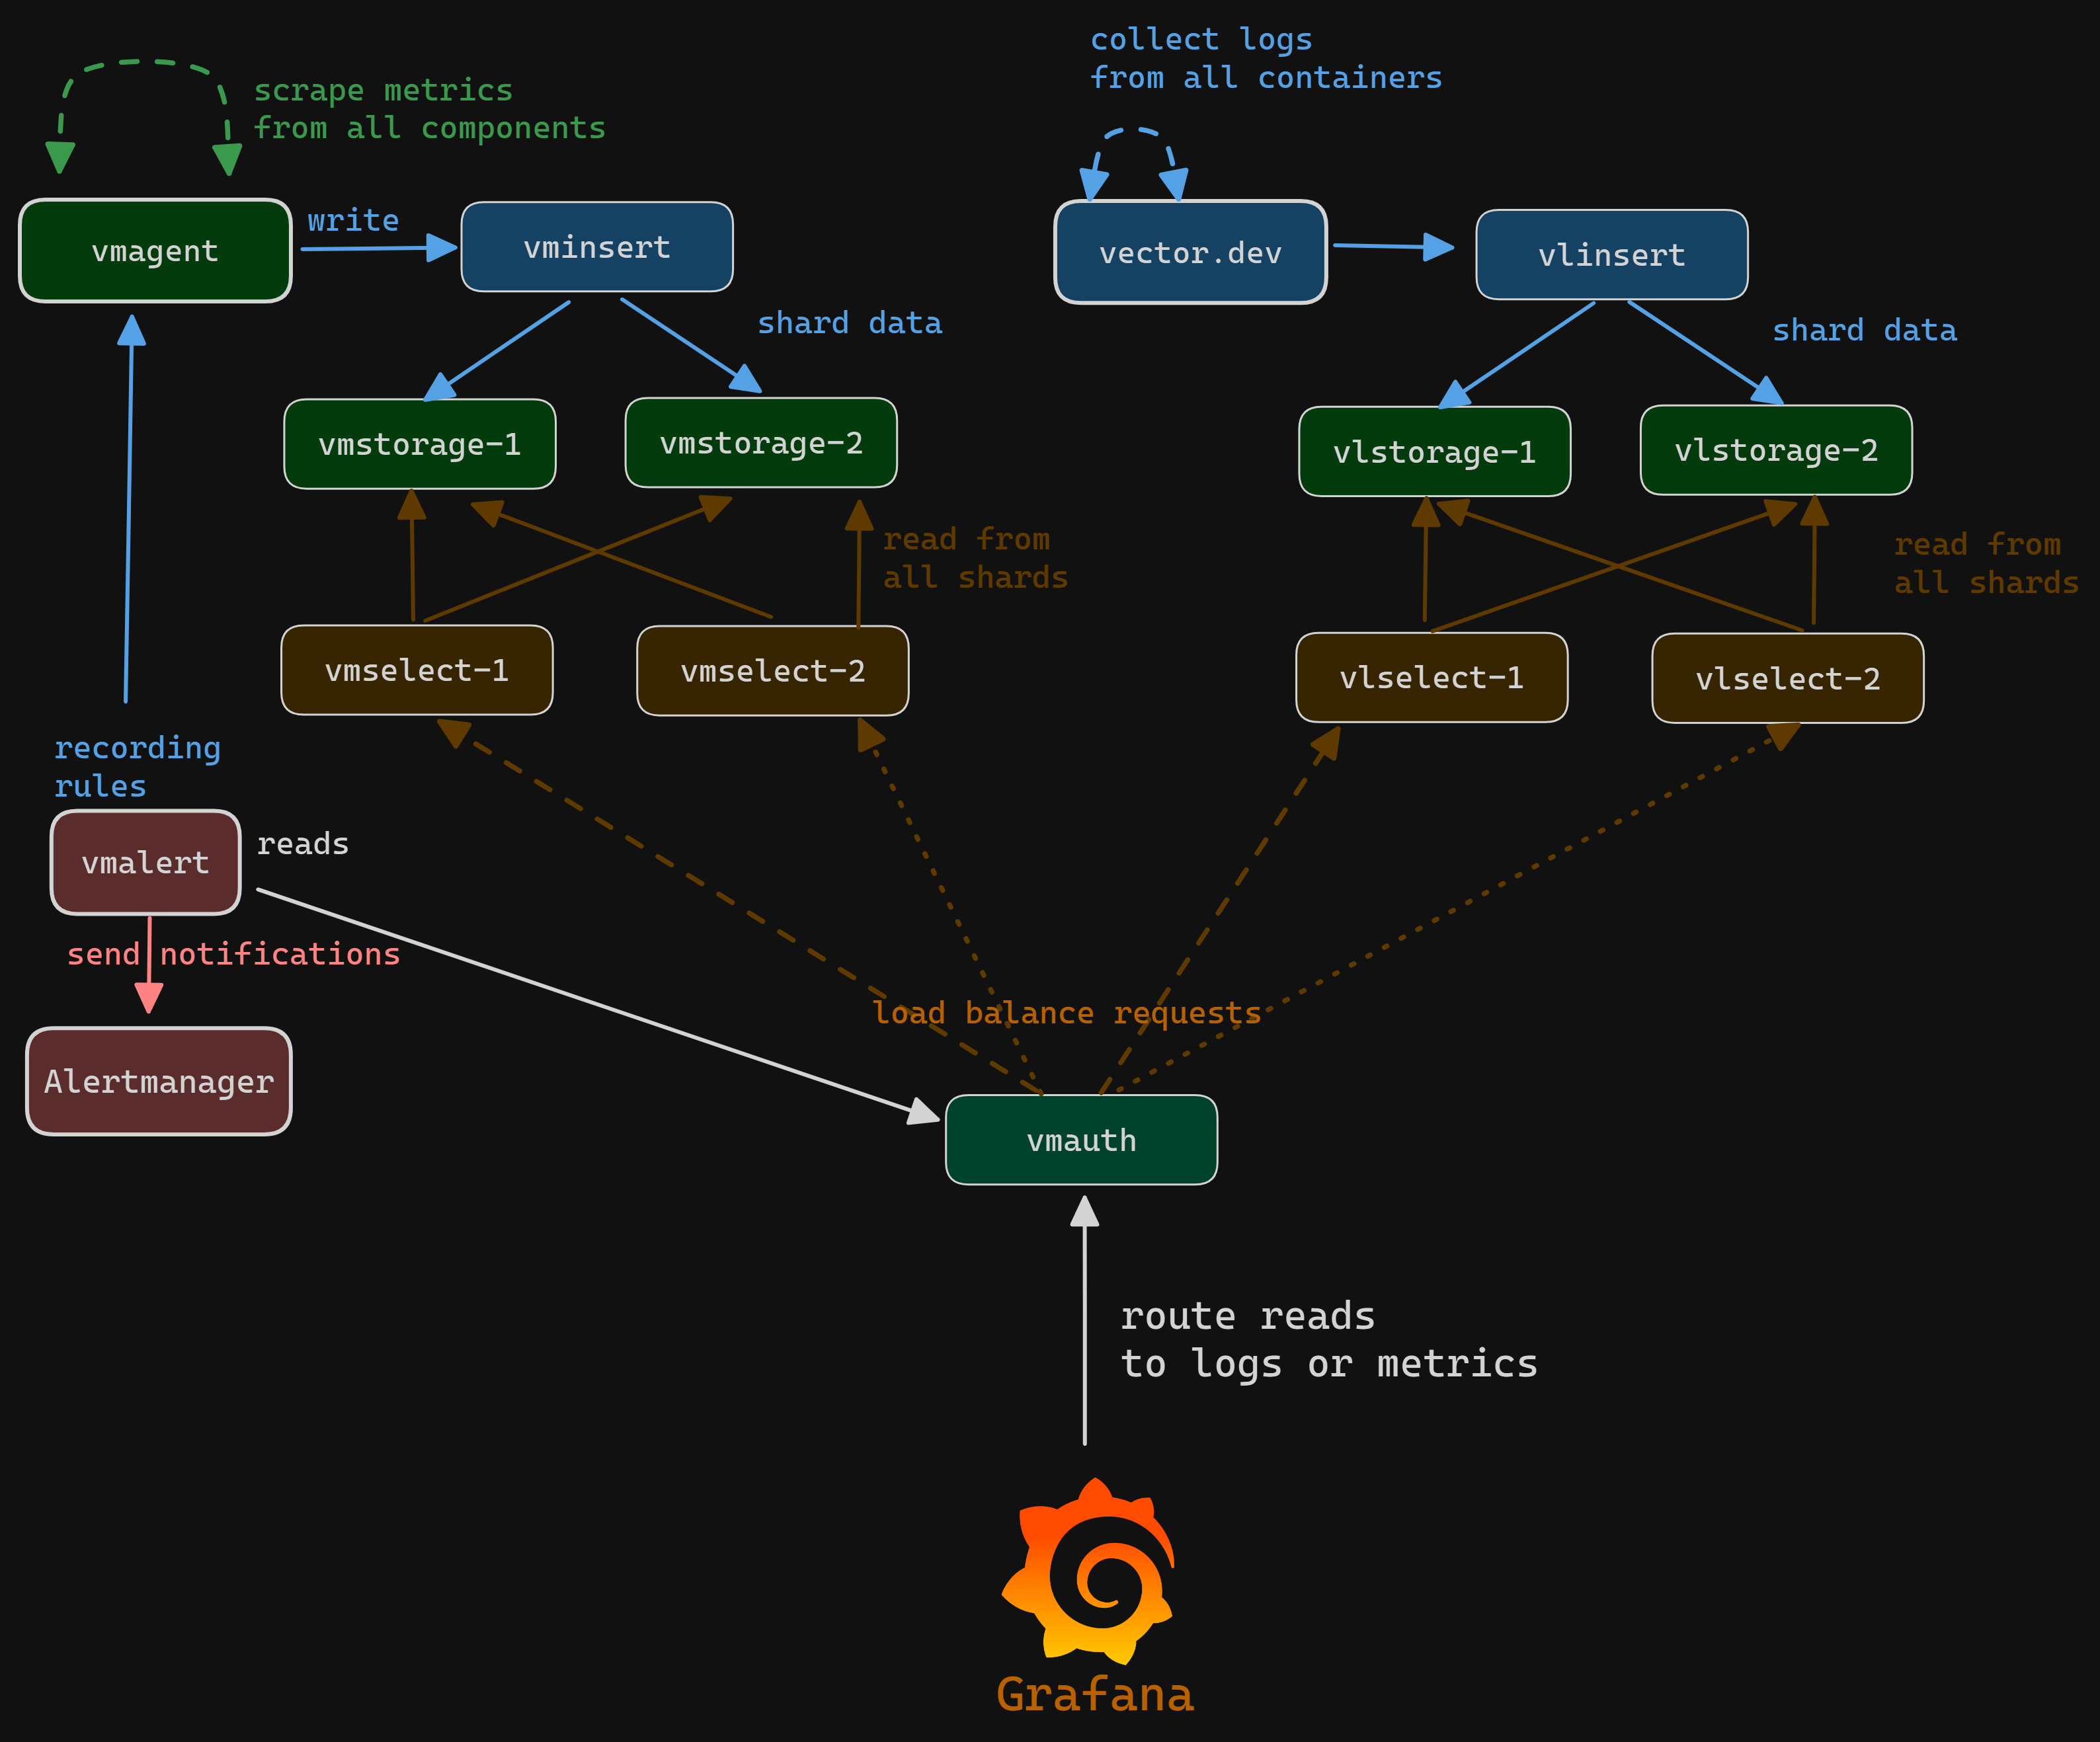 collect logs
from all containers
scrape metrics
from all components
vmagent
write
vminsert
vector.dev
vlinsert
shard data
shard data
vmstorage-1
vmstorage-2
vlstorage-1
vlstorage-2
read from
all shards
read from
all shards
vmselect-1
vmselect-2
vlselect-1
vlselect-2
recording
rules
vmalert
reads
send notifications
load balance requests
Alertmanager
vmauth
route reads
to logs or metrics
Grafana